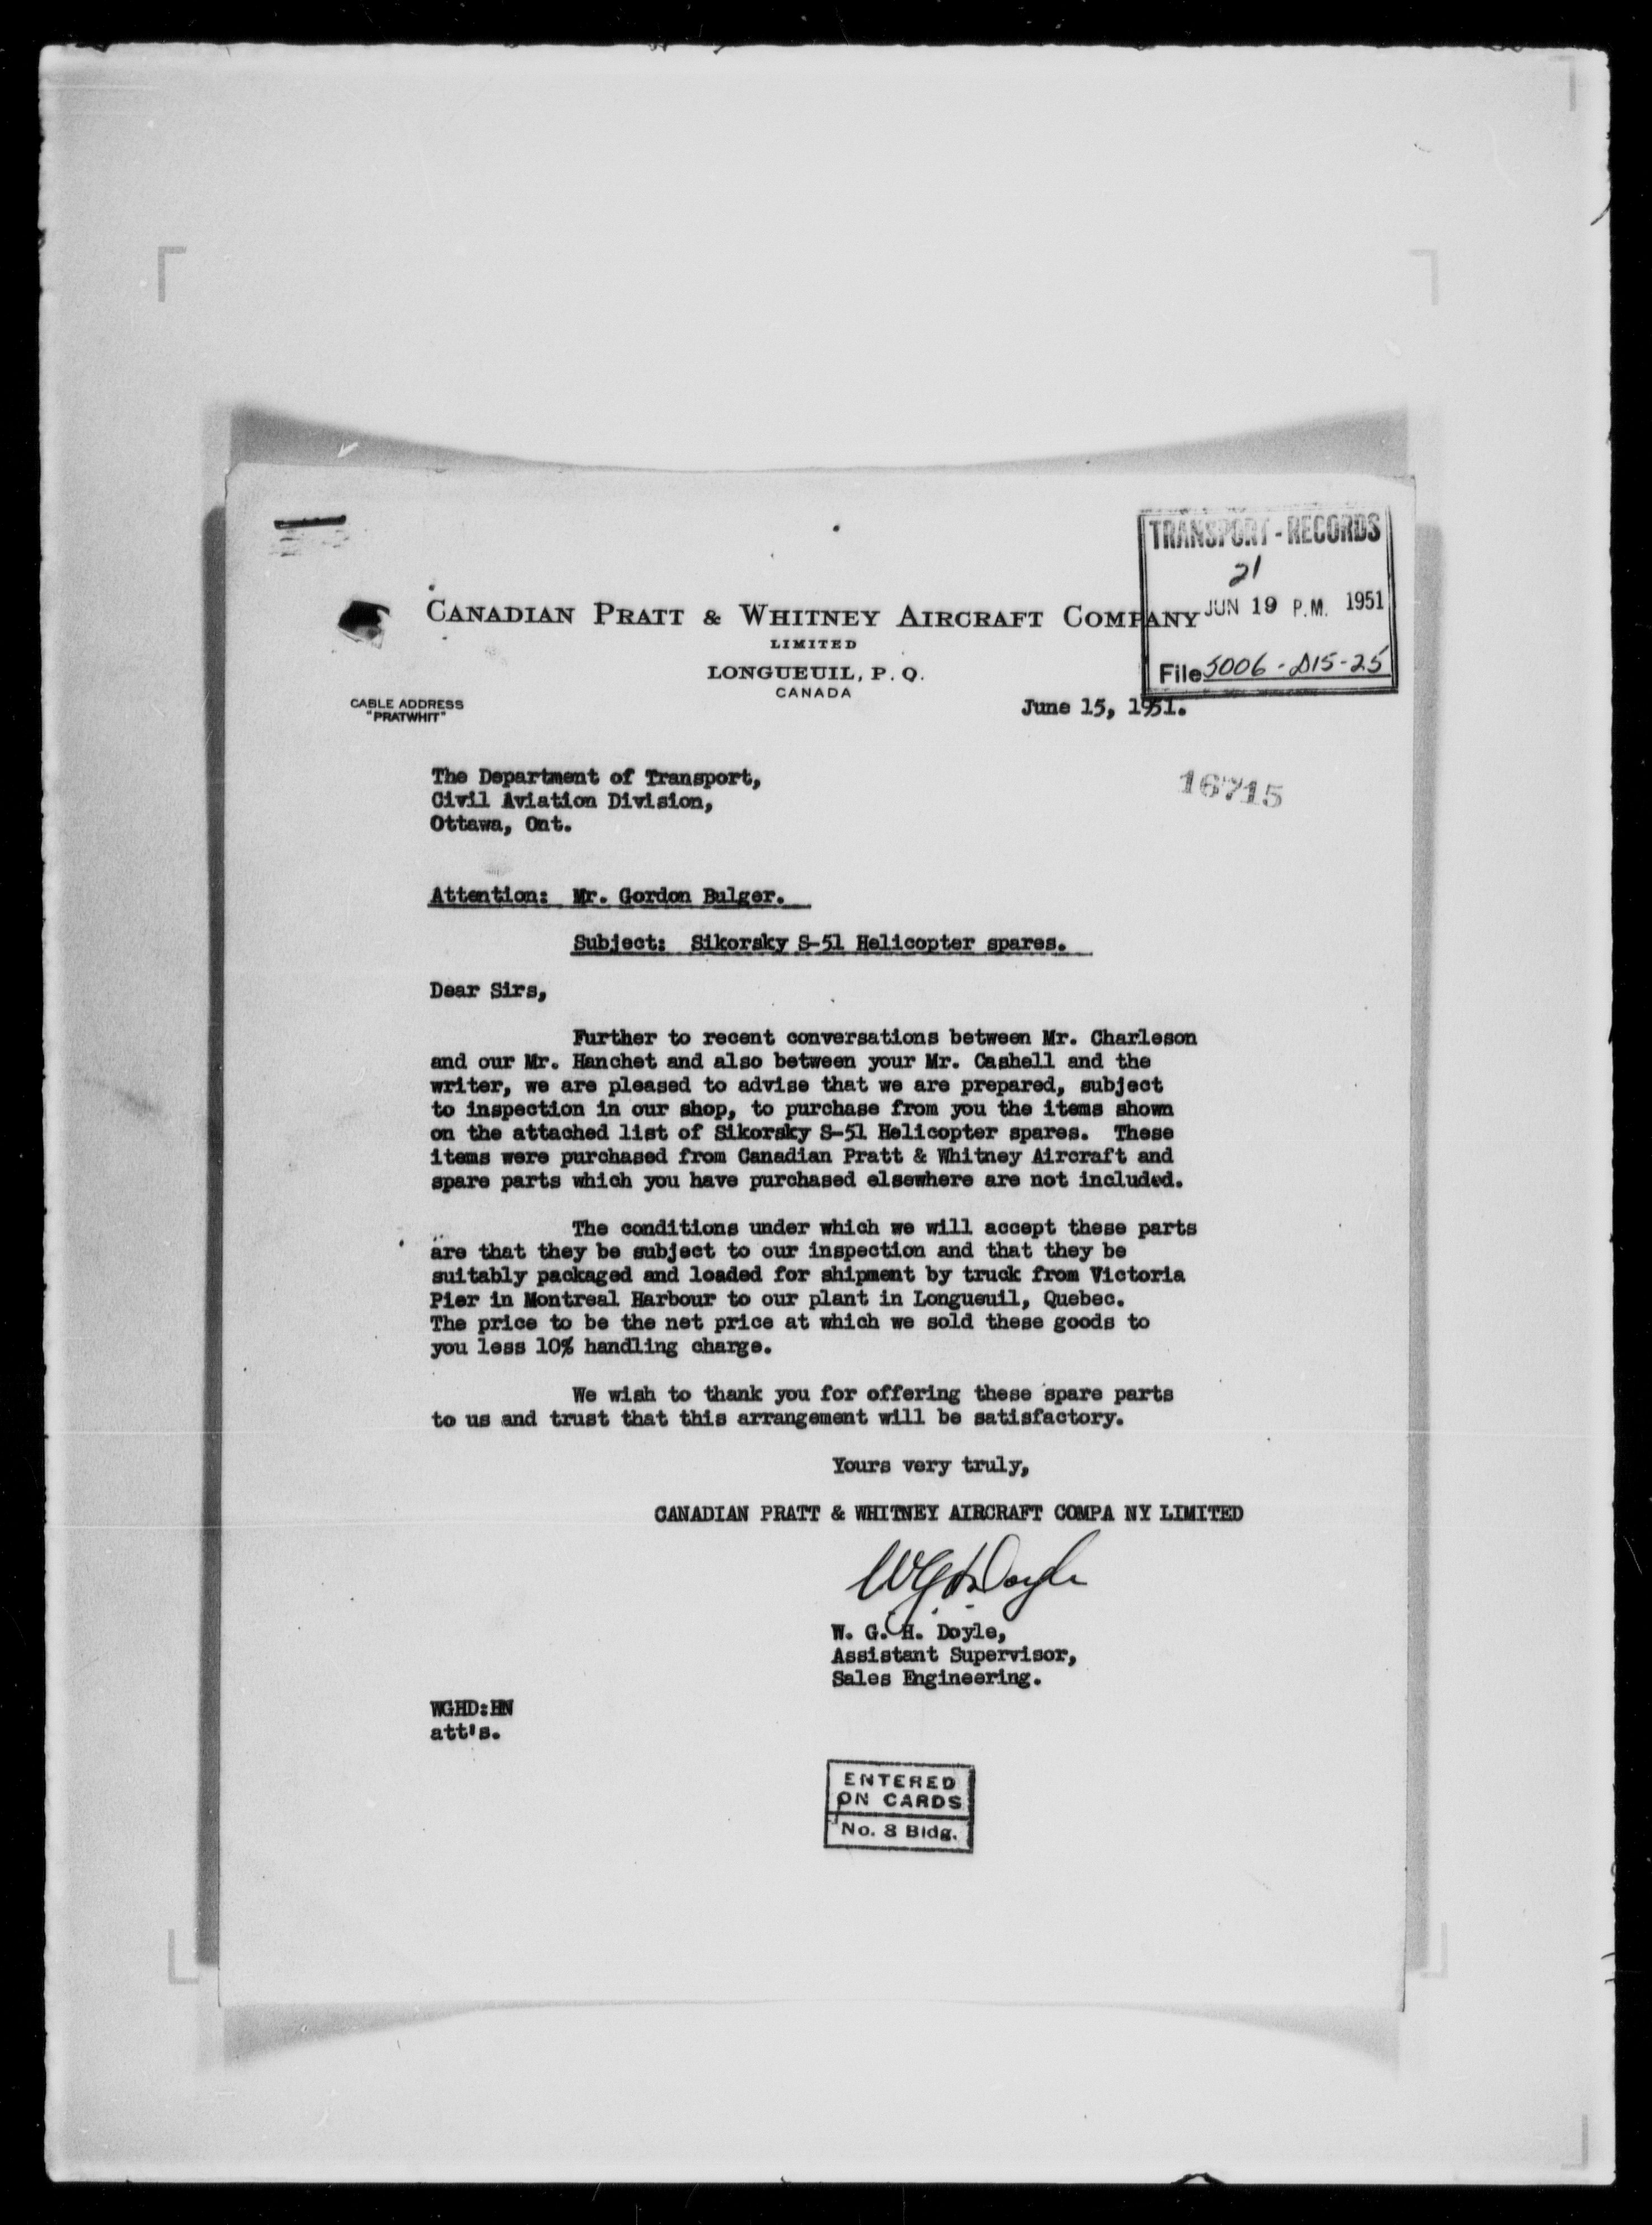 TRANSPORT - RECORDS
21
JUN 19 P.M. 1951
File 5006-D15-25
CANADIAN PRATT & WHITNEY AIRCRAFT COMPANY
LIMITED
LONGUEUIL, P. Q.
CANADA
CABLE ADDRESS
"PRATWHIT"
June 15, 1951.
16715
The Department of Transport,
Civil Aviation Division,
Ottawa, Ont.
Attention: Mr. Gordon Bulger.
Subject: Sikorsky S-51 Helicopter spares.
Dear Sirs,
Further to recent conversations between Mr. Charleson
and our Mr. Hanchet and also between your Mr. Cashell and the
writer, we are pleased to advise that we are prepared, subject
to inspection in our shop, to purchase from you the items shown
on the attached list of Sikorsky S-51 Helicopter spares. These
items were purchased from Canadian Pratt & Whitney Aircraft and
spare parts which you have purchased elsewhere are not included.
The conditions under which we will accept these parts
are that they be subject to our inspection and that they be
suitably packaged and loaded for shipment by truck from Victoria
Pier in Montreal Harbour to our plant in Longueuil, Quebec.
The price to be the net price at which we sold these goods to
you less 10% handling charge.
We wish to thank you for offering these spare parts
to us and trust that this arrangement will be satisfactory.
Yours very truly,
CANADIAN PRATT & WHITNEY AIRCRAFT COMPA NY LIMITED
WGH Doyle
W. G. H. Doyle,
Assistant Supervisor,
Sales Engineering.
WGHD:HN
att's.
ENTERED
ON CARDS
No. 3 Bldg.